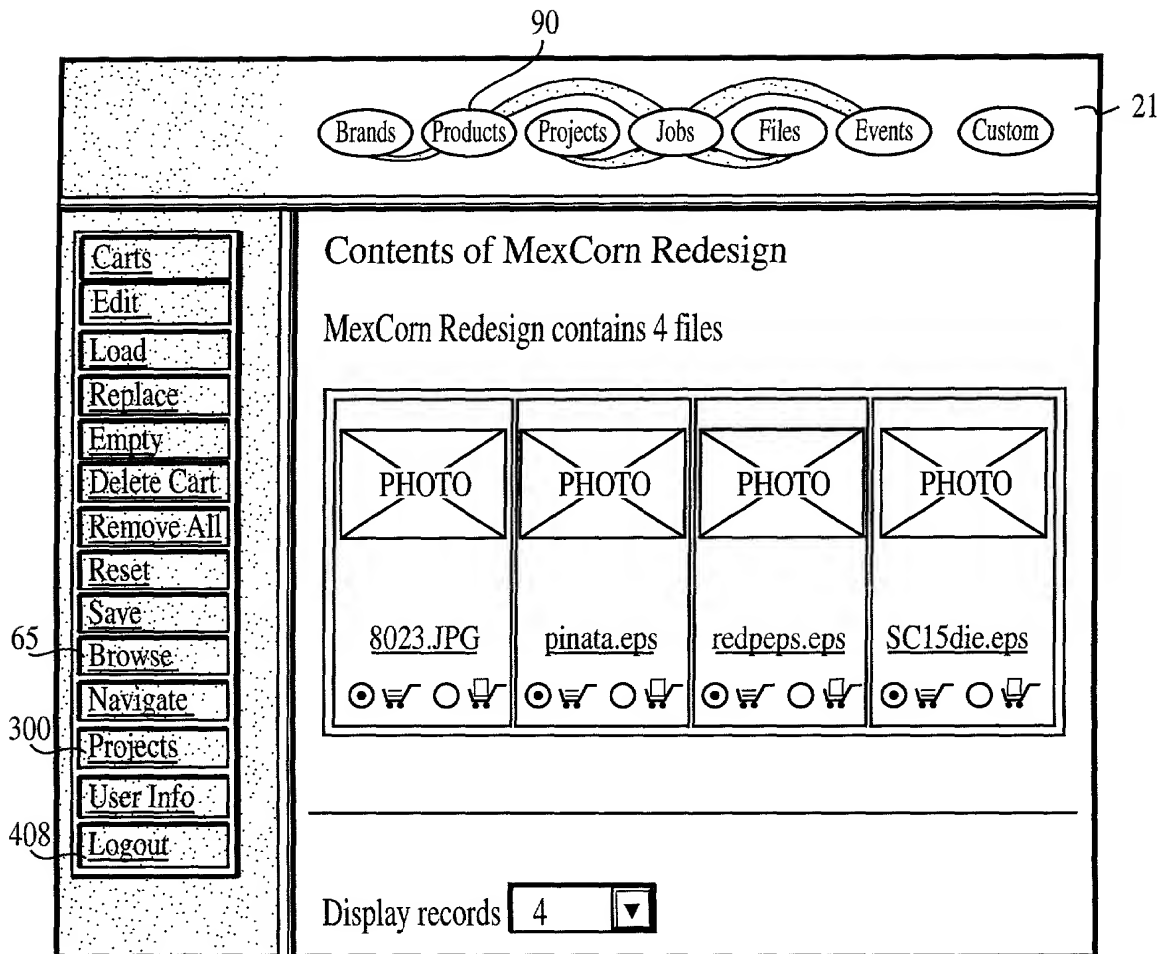 90
21
Brands Products Projects Jobs Files Events Custom
Carts
Edit
Load
Replace
Empty
Delete Cart
Remove All
Reset
Save
65
Browse
Navigate
300
Projects
User Info
408
Logout
Contents of MexCorn Redesign
MexCorn Redesign contains 4 files
PHOTO PHOTO PHOTO PHOTO
8023.JPG pinata.eps redpeps.eps SC15die.eps
Display records 4